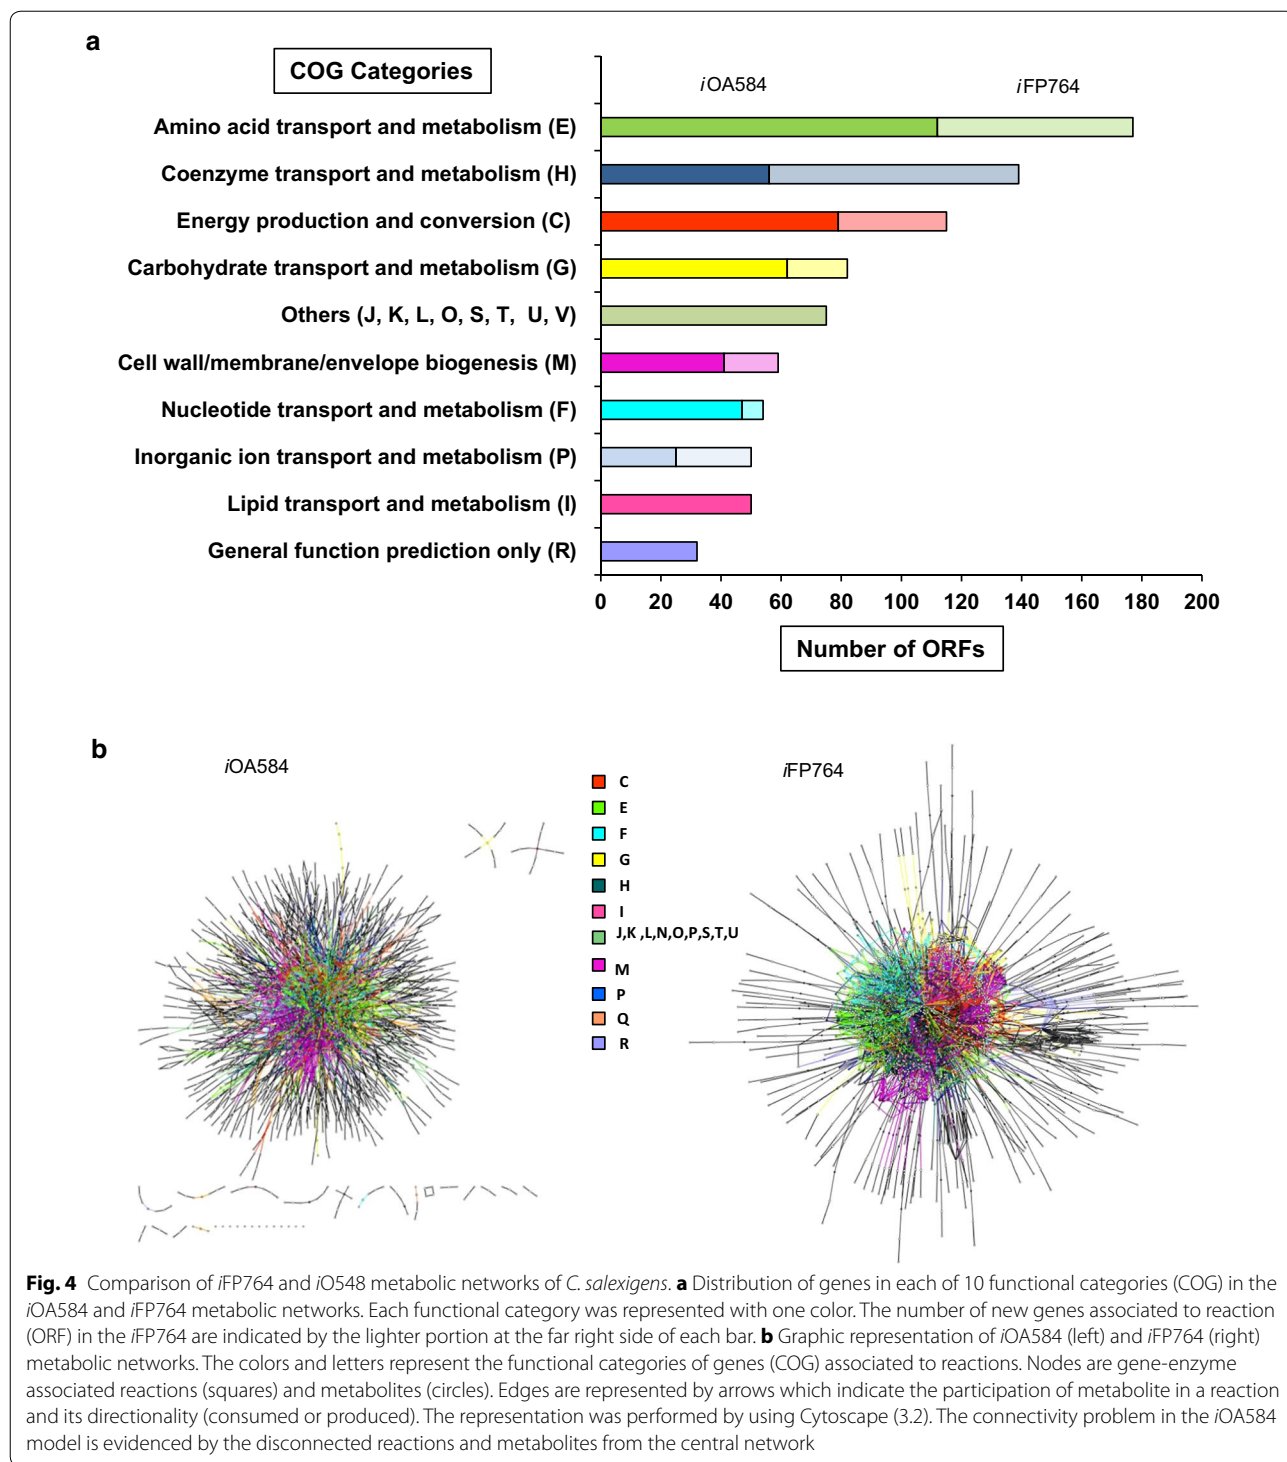 a
COG Categories
iOA584
iFP764
Amino acid transport and metabolism (E)
Coenzyme transport and metabolism (H)
Energy production and conversion (C)
Carbohydrate transport and metabolism (G)
Others (J, K, L, O, S, T, U, V)
Cell wall/membrane/envelope biogenesis (M)
Nucleotide transport and metabolism (F)
Inorganic ion transport and metabolism (P)
Lipid transport and metabolism (I)
General function prediction only (R)
0 20 40 60 80 100 120 140 160 180 200
Number of ORFs
b
iOA584
iFP764
C
E
F
G
H
I
J,K ,L,N,O,P,S,T,U
M
P
Q
R
Fig. 4 Comparison of iFP764 and iO548 metabolic networks of C. salexigens. a Distribution of genes in each of 10 functional categories (COG) in the
iOA584 and iFP764 metabolic networks. Each functional category was represented with one color. The number of new genes associated to reaction
(ORF) in the iFP764 are indicated by the lighter portion at the far right side of each bar. b Graphic representation of iOA584 (left) and iFP764 (right)
metabolic networks. The colors and letters represent the functional categories of genes (COG) associated to reactions. Nodes are gene-enzyme
associated reactions (squares) and metabolites (circles). Edges are represented by arrows which indicate the participation of metabolite in a reaction
and its directionality (consumed or produced). The representation was performed by using Cytoscape (3.2). The connectivity problem in the iOA584
model is evidenced by the disconnected reactions and metabolites from the central network